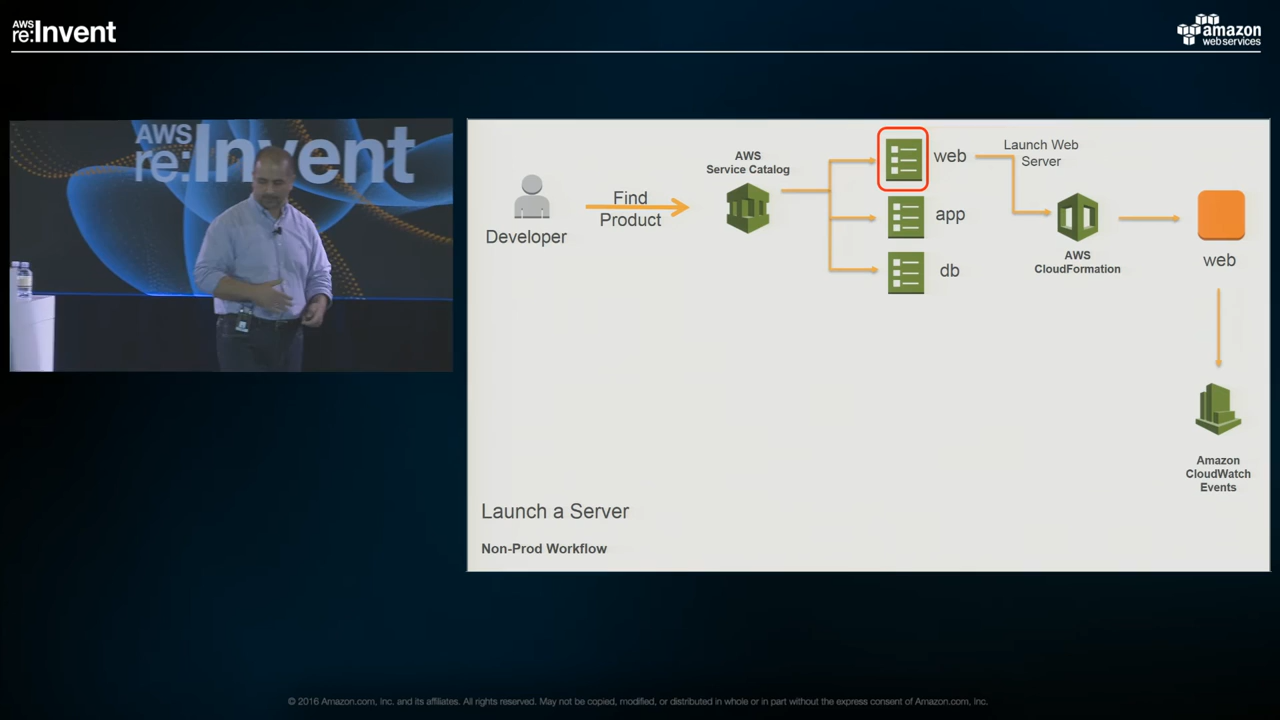 AWS
re:Invent
amazon
web services
AWS
re:Invent
Developer
Find
Product
AWS
Service Catalog
web
app
db
Launch Web
Server
AWS
CloudFormation
web
Amazon
CloudWatch
Events
Launch a Server
Non-Prod Workflow
© 2016 Amazon.com, Inc. and its affiliates. All rights reserved. May not be copied, modified, or distributed in whole or in part without the express consent of Amazon.com, Inc.